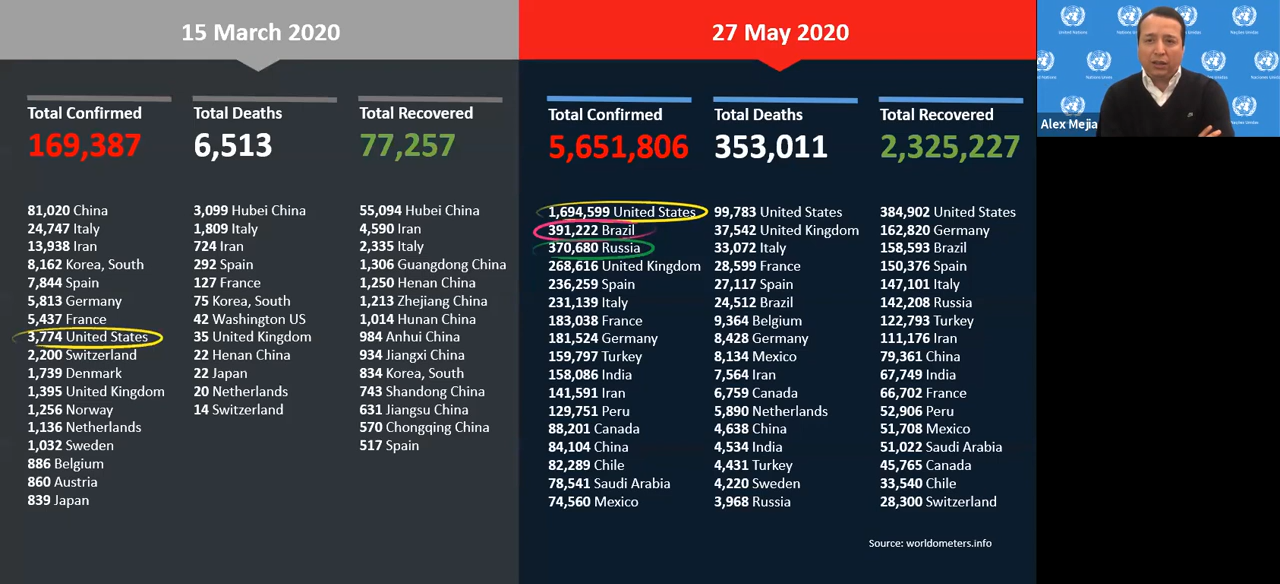 15 March 2020
Total Confirmed
169,387
81,020 China
24,747 Italy
13,938 Iran
8,162 Korea, South
7,844 Spain
5,813 Germany
5,437 France
3,774 United States
2,200 Switzerland
1,739 Denmark
1,395 United Kingdom
1,256 Norway
1,136 Netherlands
1,032 Sweden
886 Belgium
860 Austria
839 Japan
Total Deaths
6,513
3,099 Hubei China
1,809 Italy
724 Iran
292 Spain
127 France
75 Korea, South
42 Washington US
35 United Kingdom
22 Henan China
22 Japan
20 Netherlands
14 Switzerland
Total Recovered
77,257
55,094 Hubei China
4,590 Iran
2,335 Italy
1,306 Guangdong China
1,250 Henan China
1,213 Zhejiang China
1,014 Hunan China
984 Anhui China
934 Jiangxi China
834 Korea, South
743 Shandong China
631 Jiangsu China
570 Chongqing China
517 Spain
27 May 2020
Total Confirmed
5,651,806
1,694,599 United States
391,222 Brazil
370,680 Russia
268,616 United Kingdom
236,259 Spain
231,139 Italy
183,038 France
181,524 Germany
159,797 Turkey
158,086 India
141,591 Iran
129,751 Peru
88,201 Canada
84,104 China
82,289 Chile
78,541 Saudi Arabia
74,560 Mexico
Total Deaths
353,011
99,783 United States
37,542 United Kingdom
33,072 Italy
28,599 France
27,117 Spain
24,512 Brazil
9,364 Belgium
8,428 Germany
8,134 Mexico
7,564 Iran
6,759 Canada
5,890 Netherlands
4,638 China
4,534 India
4,431 Turkey
4,220 Sweden
3,968 Russia
Total Recovered
2,325,227
384,902 United States
162,820 Germany
158,593 Brazil
150,376 Spain
147,101 Italy
142,208 Russia
122,793 Turkey
111,176 Iran
79,361 China
67,749 India
66,702 France
52,906 Peru
51,708 Mexico
51,022 Saudi Arabia
45,765 Canada
33,540 Chile
28,300 Switzerland
Source: worldometers.info
United Nations
Nações Unidas
Alex Mejia